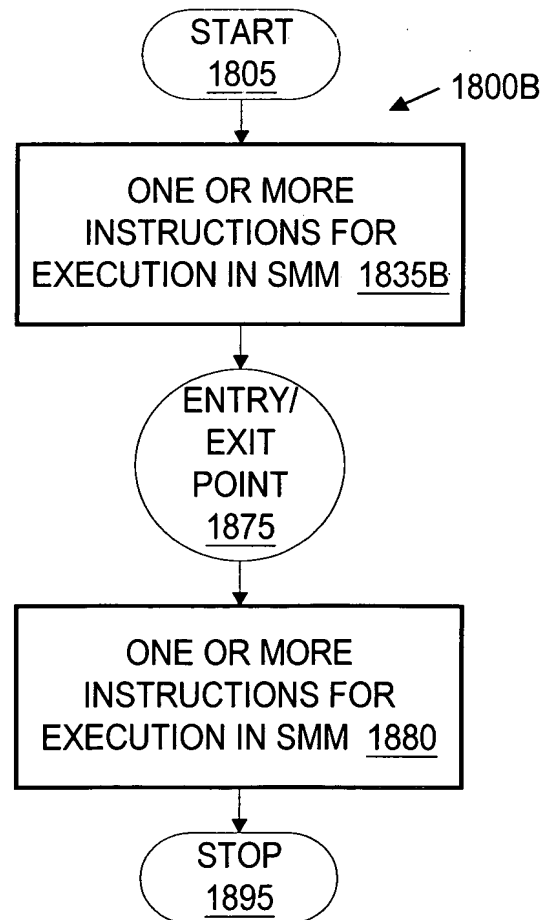 START
1805
1800B
ONE OR MORE
INSTRUCTIONS FOR
EXECUTION IN SMM 1835B
ENTRY/
EXIT
POINT
1875
ONE OR MORE
INSTRUCTIONS FOR
EXECUTION IN SMM 1880
STOP
1895